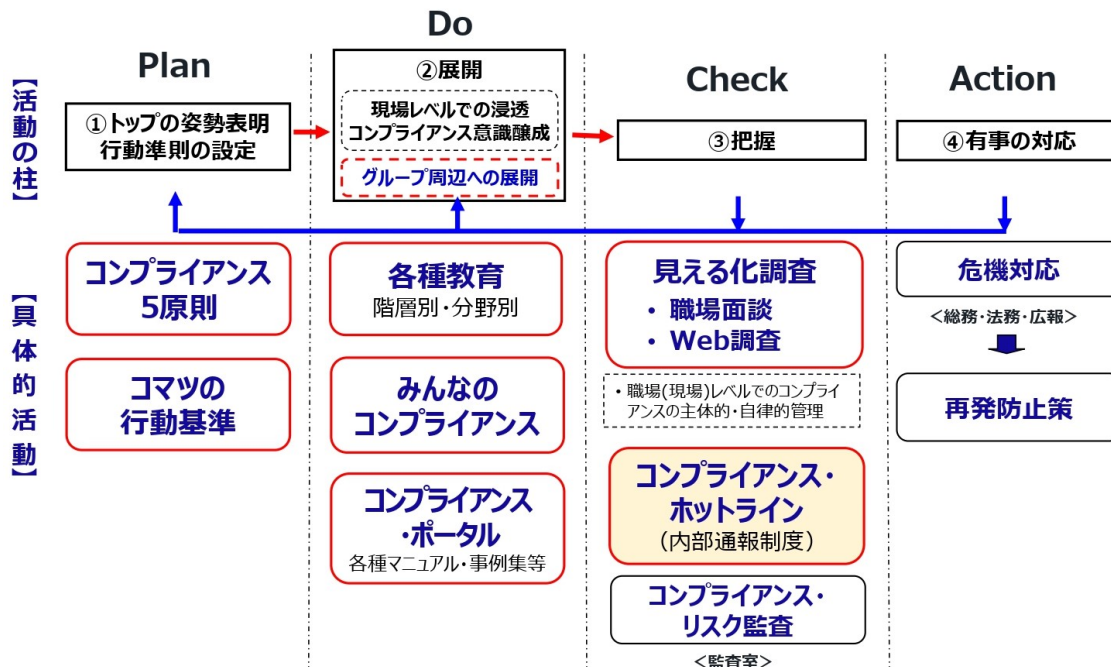 Plan
Do
Check
Action
【活動の柱】
①トップの姿勢表明
行動準則の設定
②展開
現場レベルでの浸透
コンプライアンス意識醸成
グループ周辺への展開
③把握
④有事の対応
【具体的活動】
コンプライアンス
5原則
コマツの
行動基準
各種教育
階層別・分野別
みんなの
コンプライアンス
コンプライアンス
・ポータル
各種マニュアル・事例集等
見える化調査
・ 職場面談
・ Web調査
・職場(現場)レベルでのコンプライ
アンスの主体的・自律的管理
コンプライアンス・
ホットライン
(内部通報制度)
コンプライアンス・
リスク監査
<監査室>
危機対応
<総務・法務・広報>
再発防止策